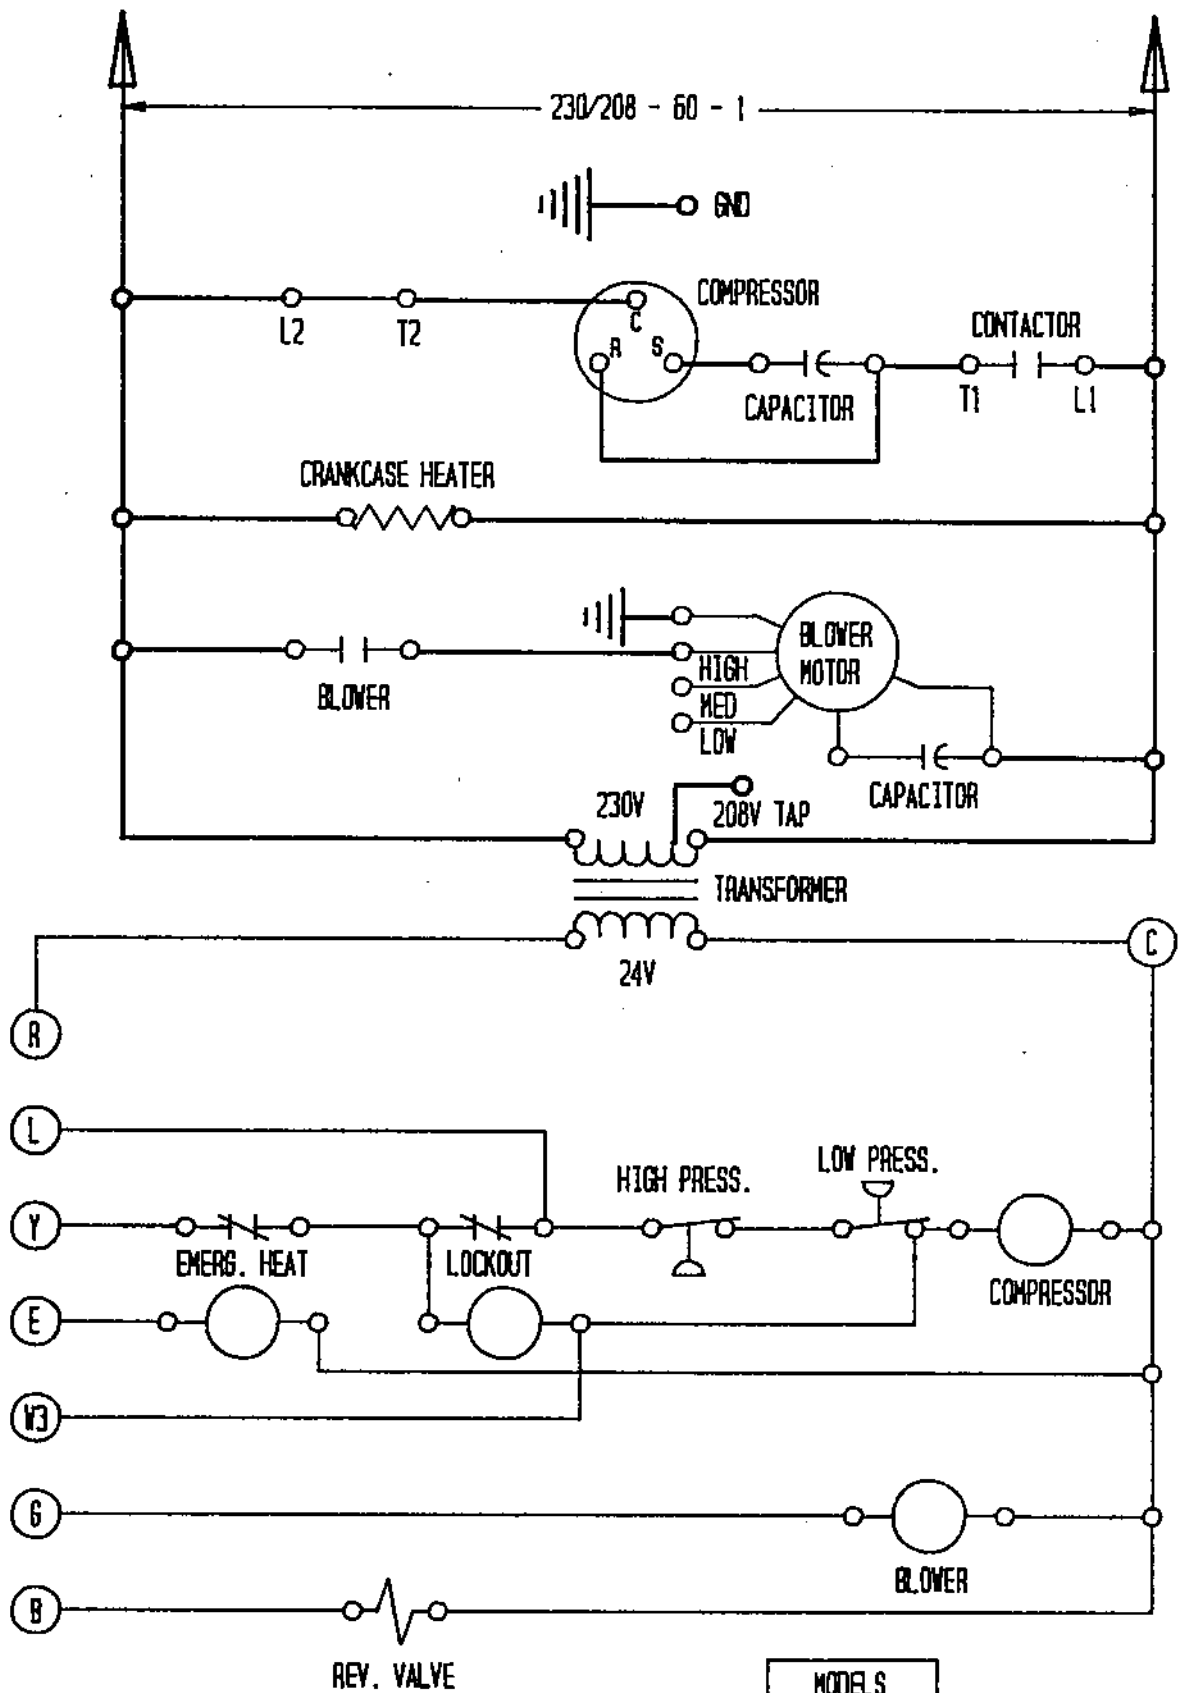 230/208 - 60 - 1
GND
COMPRESSOR
C
L2
T2
R
S
CONTACTOR
CAPACITOR
T1
L1
CRANKCASE HEATER
BLOWER
MOTOR
HIGH
MED
LOW
BLOWER
CAPACITOR
230V
208V TAP
TRANSFORMER
24V
C
R
L
HIGH PRESS.
LOW PRESS.
Y
EMERG. HEAT
LOCKOUT
COMPRESSOR
E
W3
G
BLOWER
B
REV. VALVE
MODELS